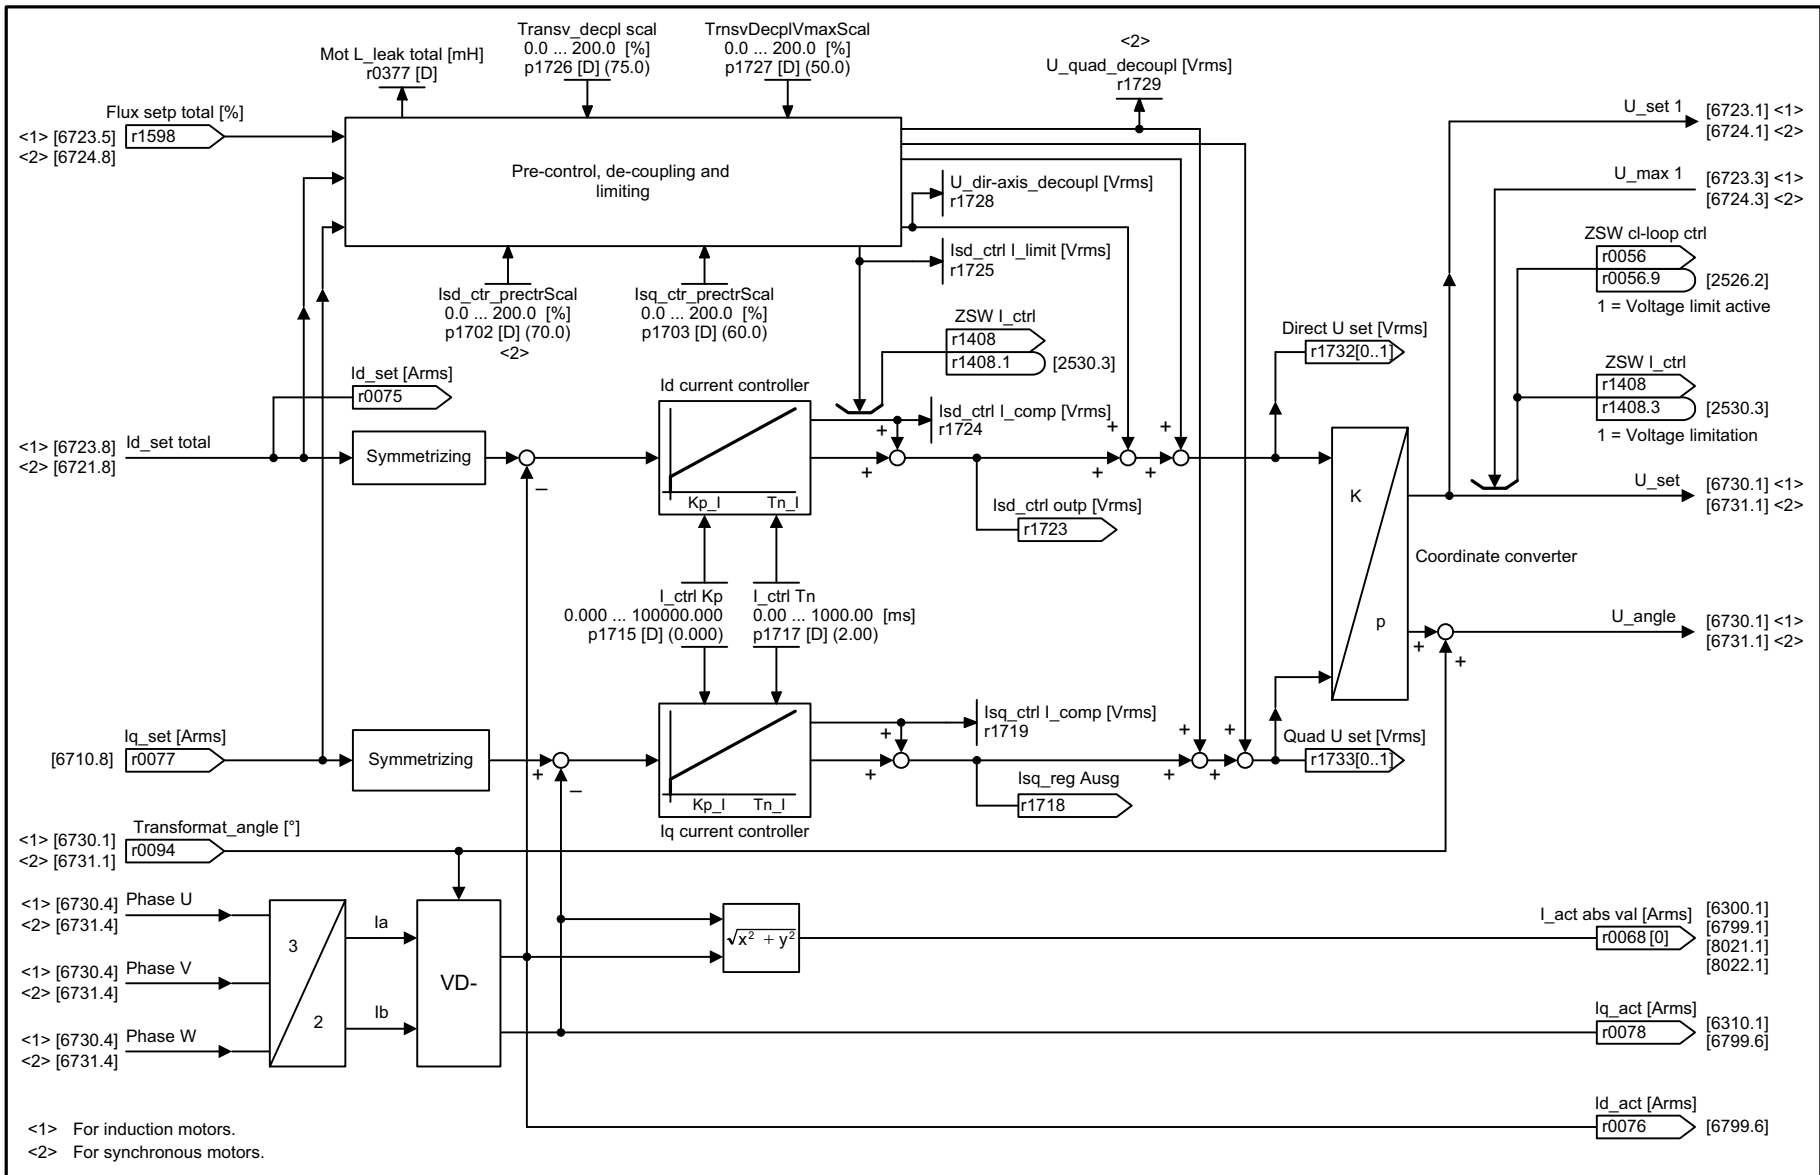 Transv_decpl scal
0.0 ... 200.0 [%]
p1726 [D] (75.0)
TrnsvDecplVmaxScal
0.0 ... 200.0 [%]
p1727 [D] (50.0)
Mot L_leak total [mH]
r0377 [D]
<2>
U_quad_decoupl [Vrms]
r1729
Flux setp total [%]
<1> [6723.5]
<2> [6724.8]
r1598
Pre-control, de-coupling and
limiting
U_set 1
[6723.1] <1>
[6724.1] <2>
U_max 1
[6723.3] <1>
[6724.3] <2>
U_dir-axis_decoupl [Vrms]
r1728
Isd_ctrl I_limit [Vrms]
r1725
ZSW cl-loop ctrl
r0056
r0056.9
[2526.2]
1 = Voltage limit active
Isd_ctr_prectrScal
0.0 ... 200.0 [%]
p1702 [D] (70.0)
<2>
Isq_ctr_prectrScal
0.0 ... 200.0 [%]
p1703 [D] (60.0)
ZSW I_ctrl
r1408
r1408.1
[2530.3]
Direct U set [Vrms]
r1732[0..1]
ZSW I_ctrl
r1408
r1408.3
[2530.3]
1 = Voltage limitation
Id_set [Arms]
r0075
Id current controller
Isd_ctrl I_comp [Vrms]
r1724
<1> [6723.8]
<2> [6721.8]
Id_set total
Symmetrizing
–
Kp_I
Tn_I
+
+
+
+
+
+
Isd_ctrl outp [Vrms]
r1723
K
p
Coordinate converter
U_set
[6730.1] <1>
[6731.1] <2>
I_ctrl Kp
0.000 ... 100000.000
p1715 [D] (0.000)
I_ctrl Tn
0.00 ... 1000.00 [ms]
p1717 [D] (2.00)
U_angle
[6730.1] <1>
[6731.1] <2>
+
+
Iq_set [Arms]
[6710.8]
r0077
Symmetrizing
+
–
Kp_I
Tn_I
Iq current controller
Isq_ctrl I_comp [Vrms]
r1719
+
+
+
+
+
+
Isq_reg Ausg
r1718
Quad U set [Vrms]
r1733[0..1]
Transformat_angle [°]
<1> [6730.1]
<2> [6731.1]
r0094
<1> [6730.4]
<2> [6731.4]
Phase U
<1> [6730.4]
<2> [6731.4]
Phase V
<1> [6730.4]
<2> [6731.4]
Phase W
3
2
Ia
Ib
VD-
√x² + y²
I_act abs val [Arms]
r0068 [0]
[6300.1]
[6799.1]
[8021.1]
[8022.1]
Iq_act [Arms]
r0078
[6310.1]
[6799.6]
Id_act [Arms]
r0076
[6799.6]
<1> For induction motors.
<2> For synchronous motors.